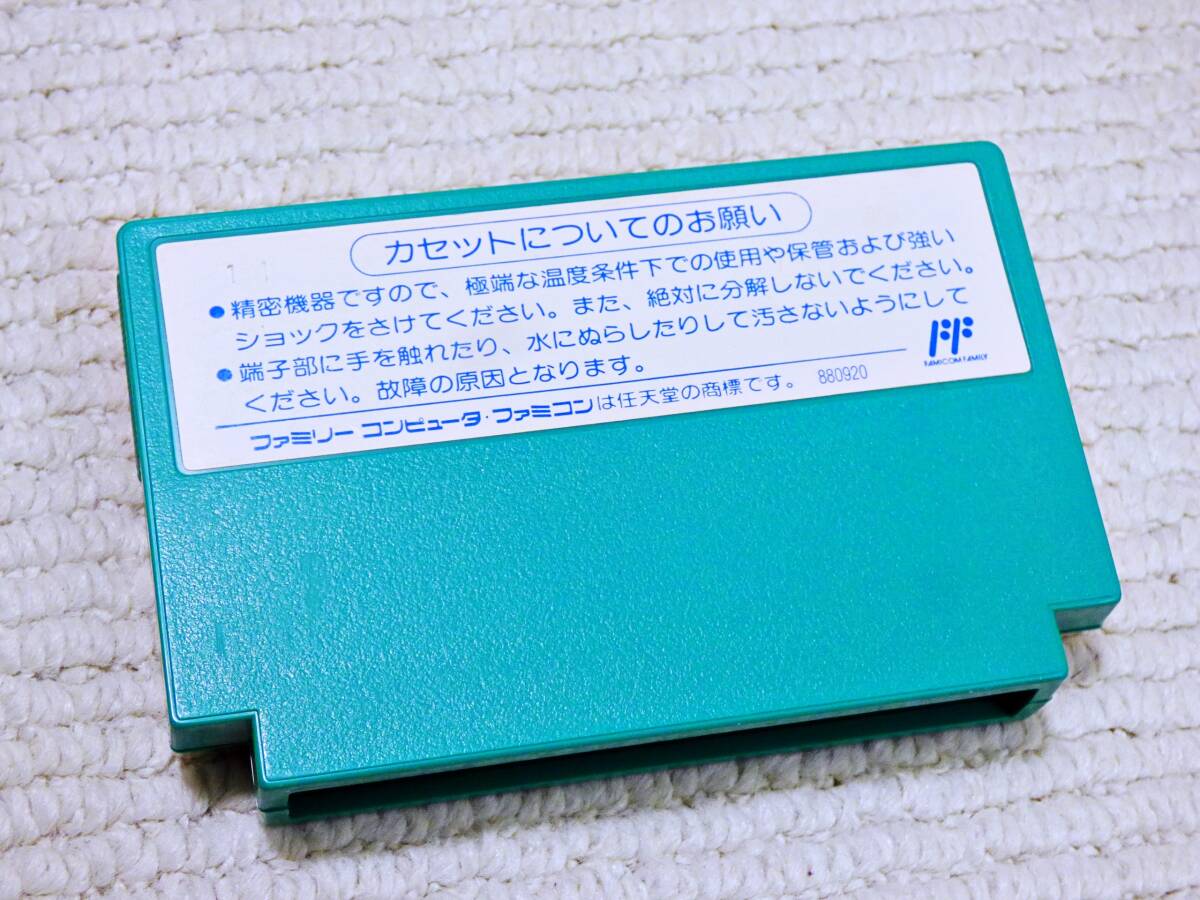 カセットについてのお願い
11
●精密機器ですので、極端な温度条件下での使用や保管および強い
ショックをさけてください。また、絶対に分解しないでください。
●端子部に手を触れたり、水にぬらしたりして汚さないようにして
ください。故障の原因となります。
FAMICOM FAMILY
ファミリーコンピュータ・ファミコンは任天堂の商標です。 880920